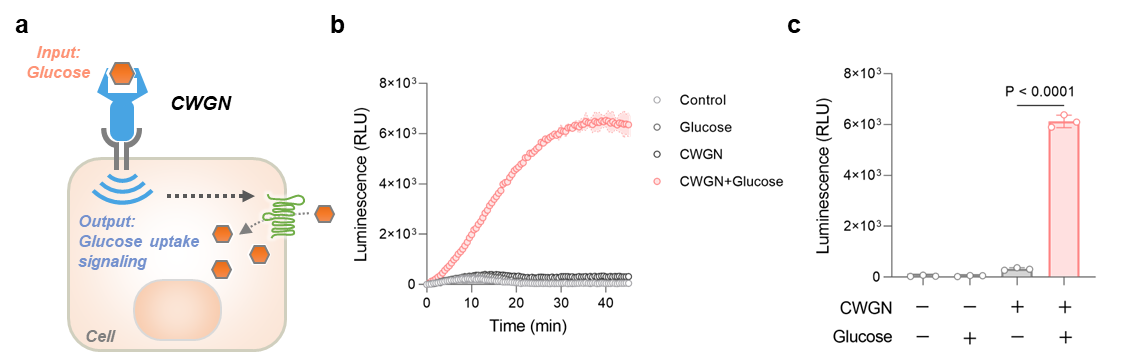 a
Input:
Glucose
CWGN
Output:
Glucose uptake
signaling
Cell
b
Luminescence (RLU)
8×10³
6×10³
4×10³
2×10³
0
0 10 20 30 40
Time (min)
Control
Glucose
CWGN
CWGN+Glucose
c
Luminescence (RLU)
8×10³
6×10³
4×10³
2×10³
0
P < 0.0001
CWGN − − + +
Glucose − + − +